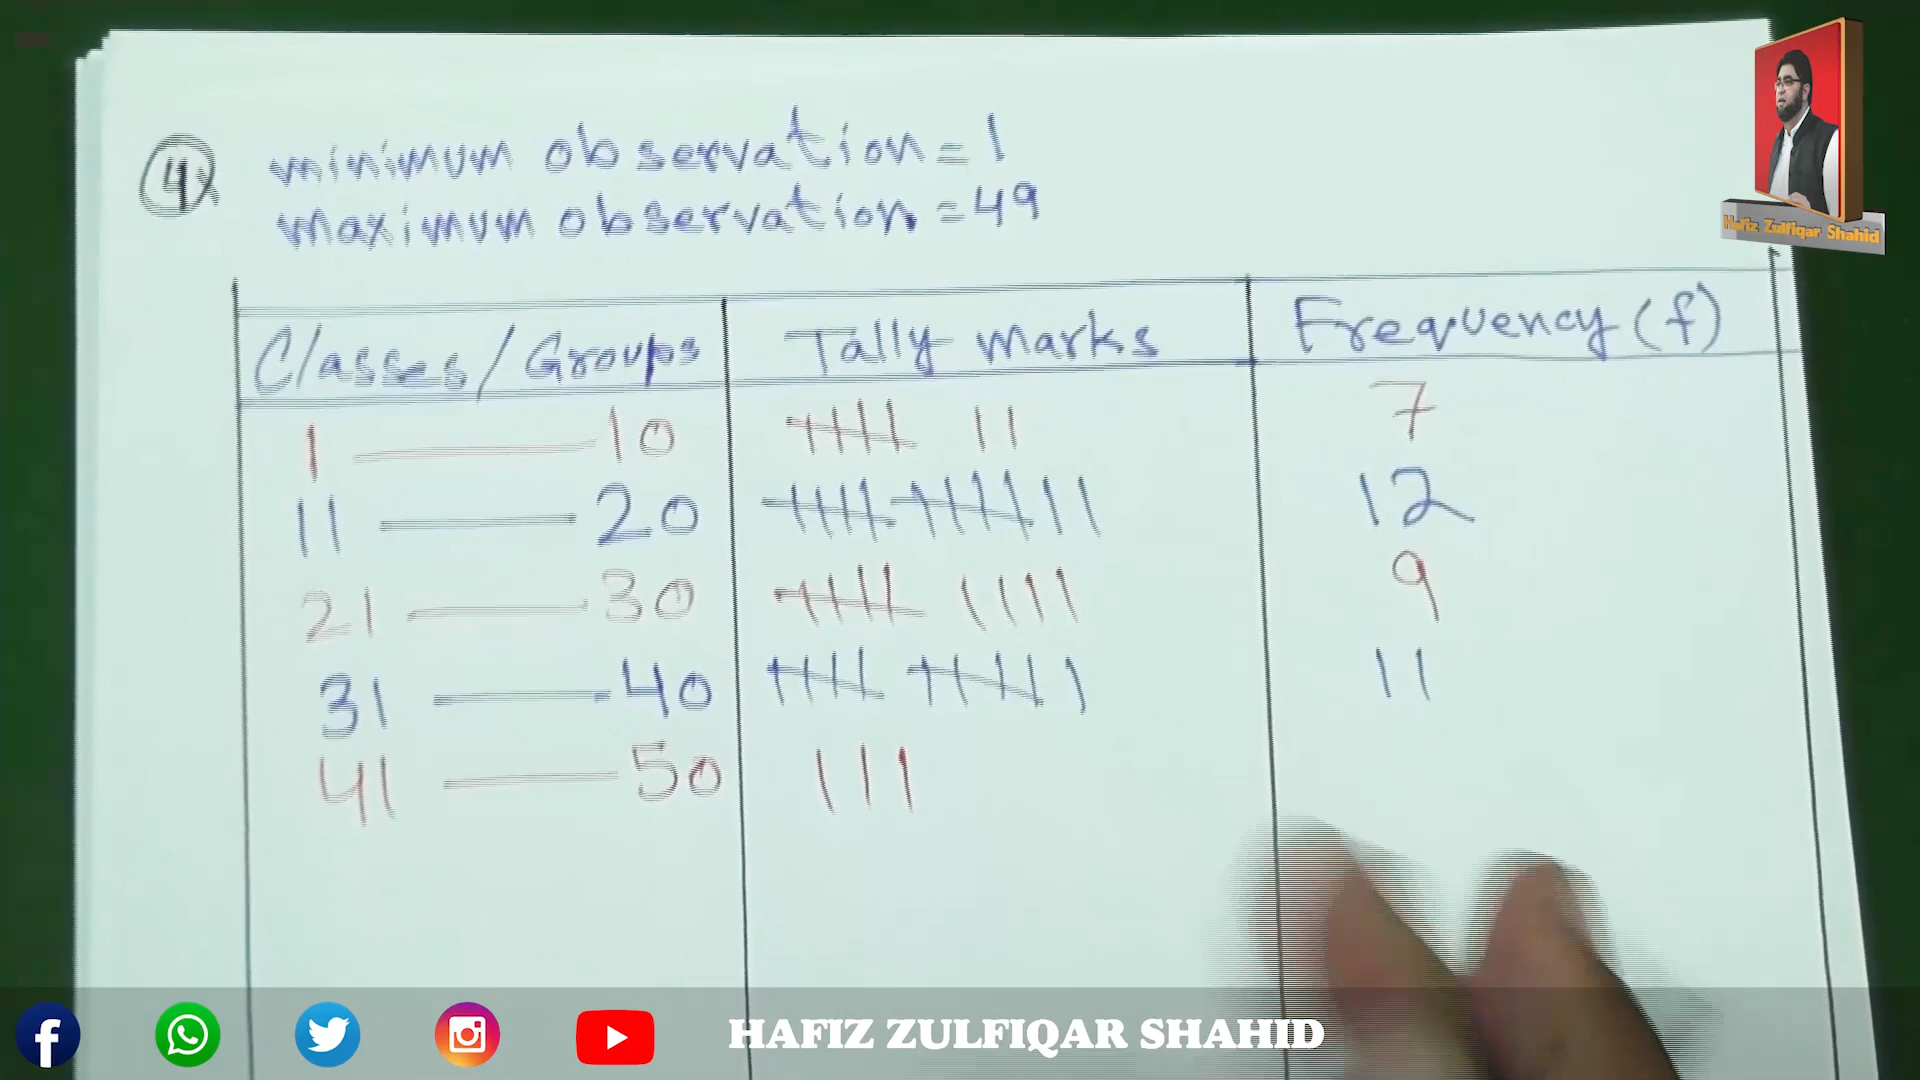 4
minimum observation = 1
maximum observation = 49
Classes/Groups Tally marks Frequency (f)
1 — 10 7
11 — 20 12
21 — 30 9
31 — 40 11
41 — 50
Hafiz Zulfiqar Shahid
HAFIZ ZULFIQAR SHAHID